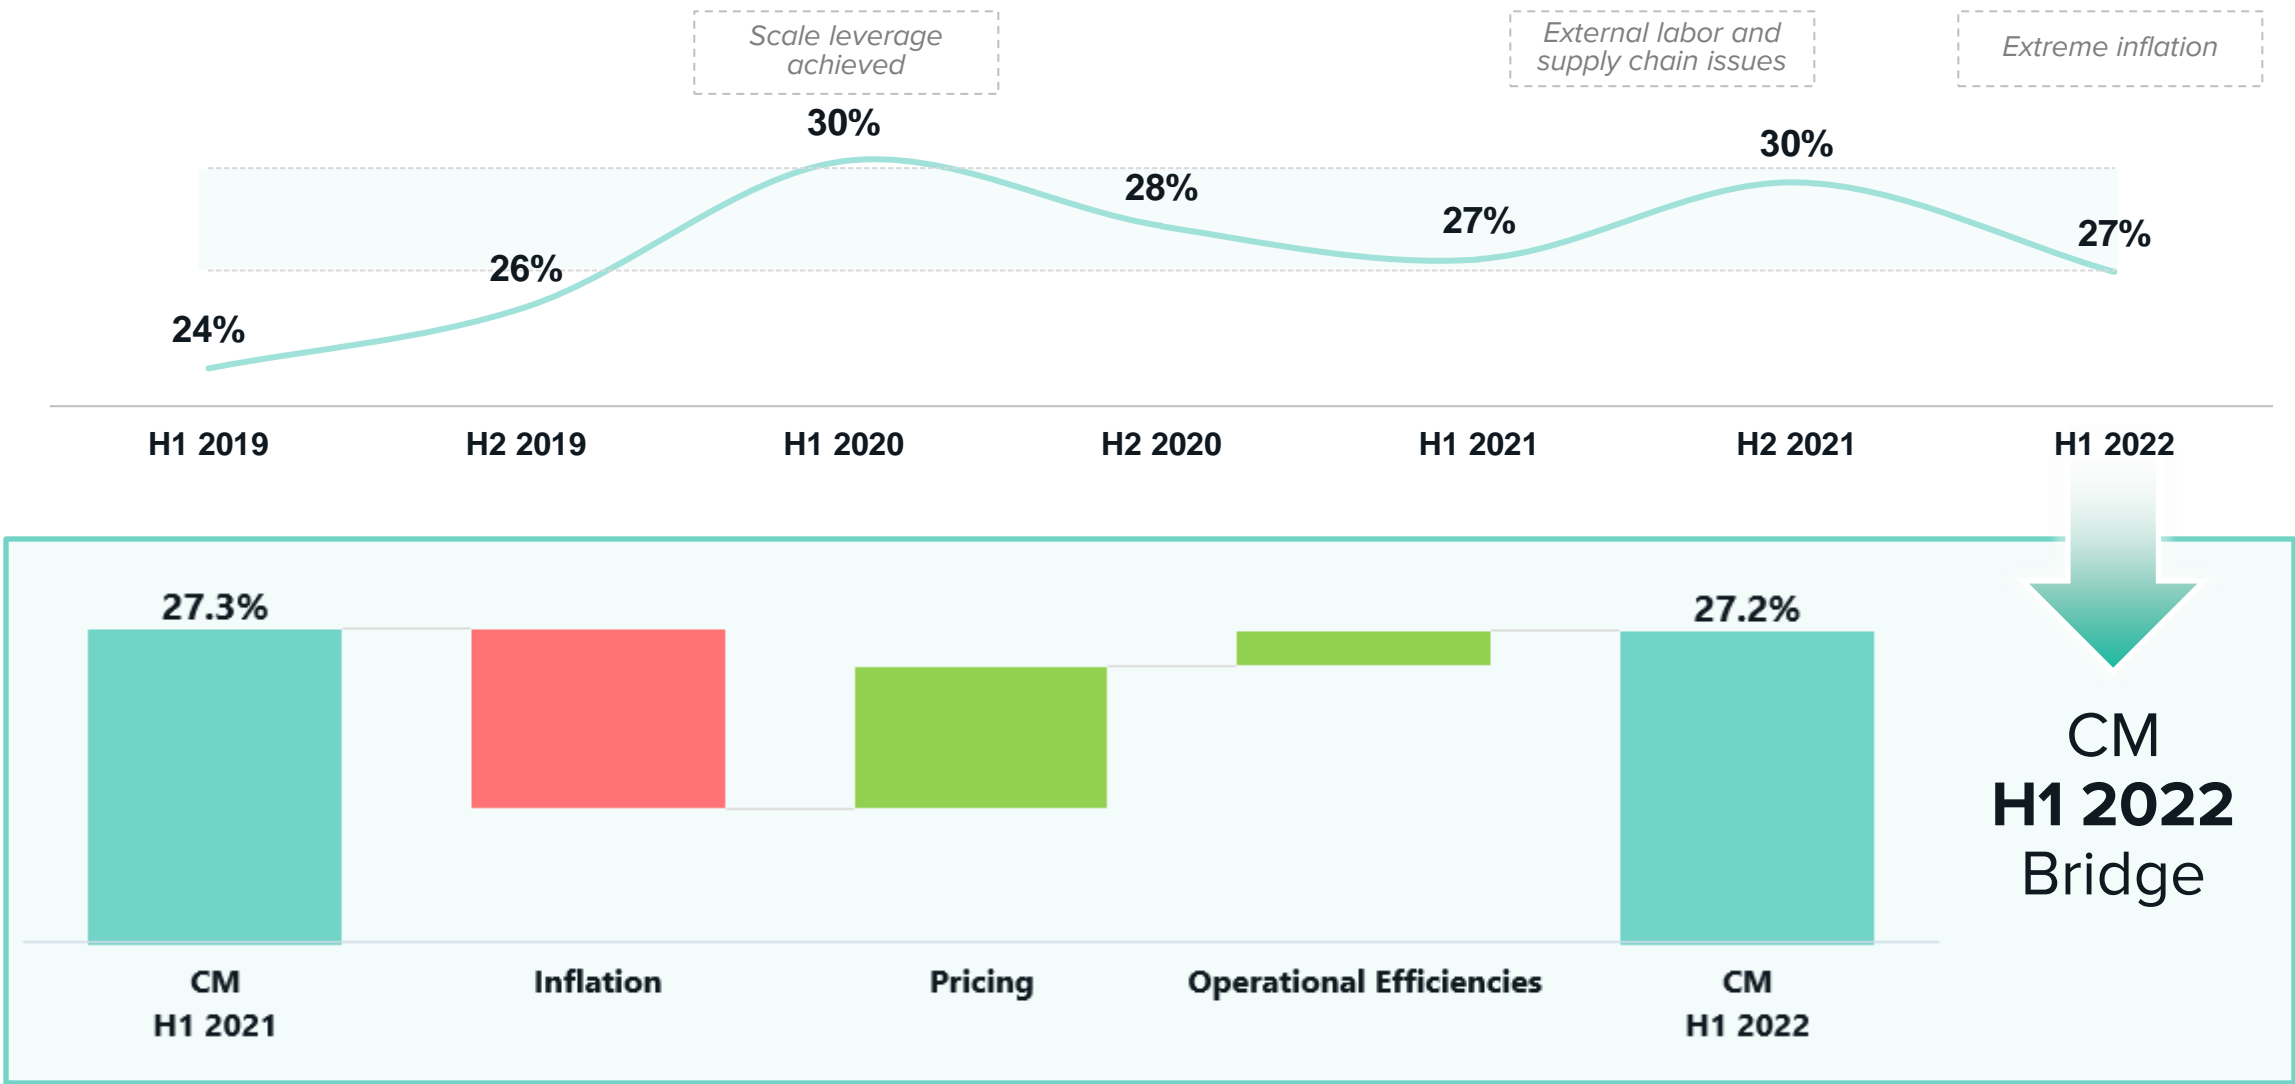 Scale leverage
achieved
External labor and
supply chain issues
Extreme inflation
30%
30%
28%
27%
27%
26%
24%
H1 2019
H2 2019
H1 2020
H2 2020
H1 2021
H2 2021
H1 2022
27.3%
27.2%
CM
H1 2022
Bridge
CM
H1 2021
Inflation
Pricing
Operational Efficiencies
CM
H1 2022